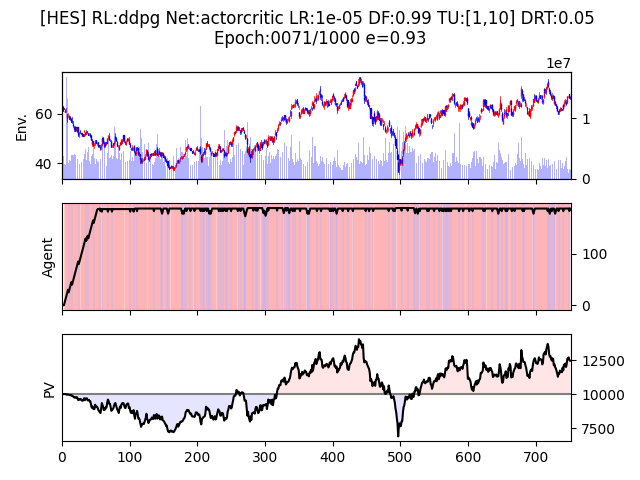 [HES] RL:ddpg Net:actorcritic LR:1e-05 DF:0.99 TU:[1,10] DRT:0.05
Epoch:0071/1000 e=0.93
1e7
Env.
60
40
1
0
Agent
100
0
PV
12500
10000
7500
0 100 200 300 400 500 600 700